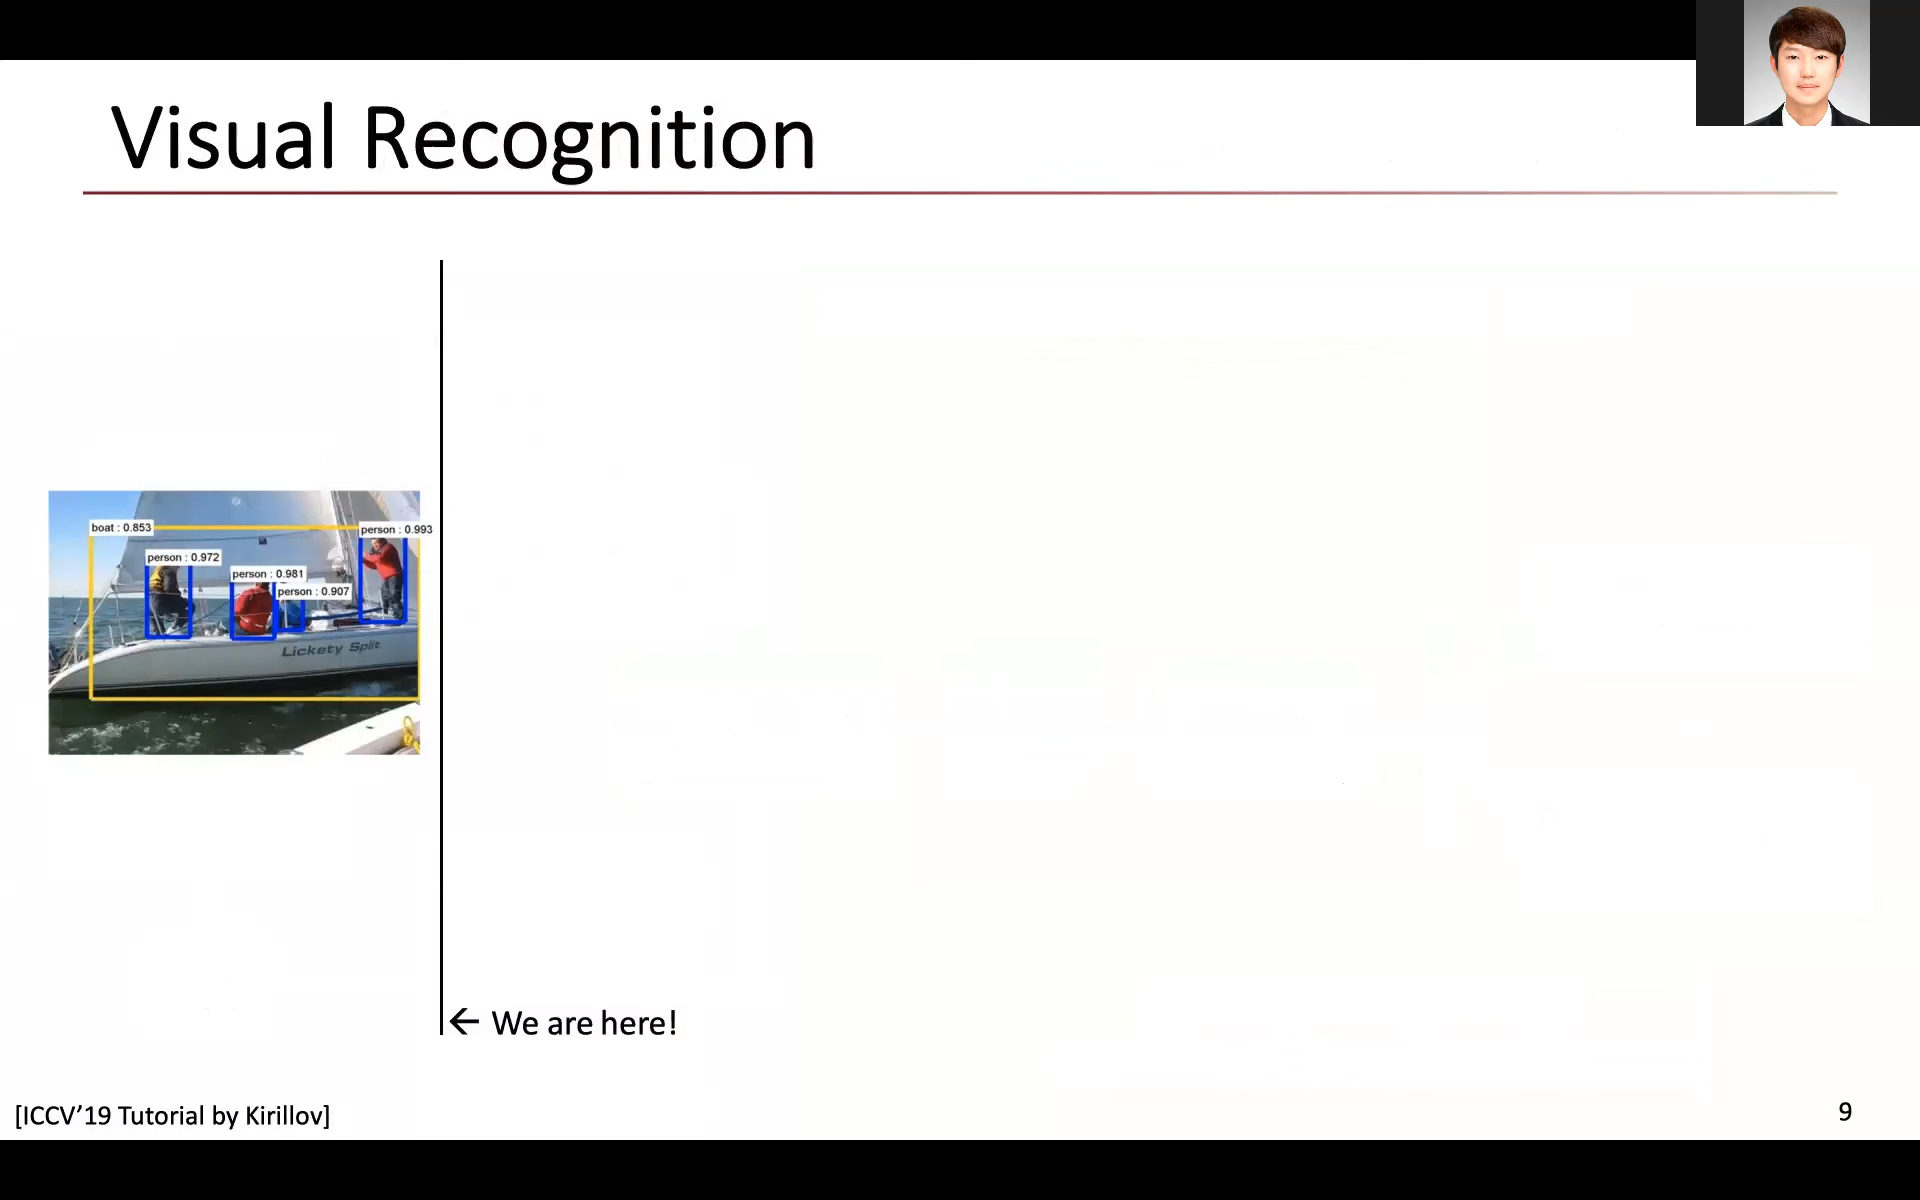 Visual Recognition
boat : 0.853
person : 0.993
person : 0.972
person : 0.981
person : 0.907
Lickety Split
← We are here!
[ICCV’19 Tutorial by Kirillov]
9